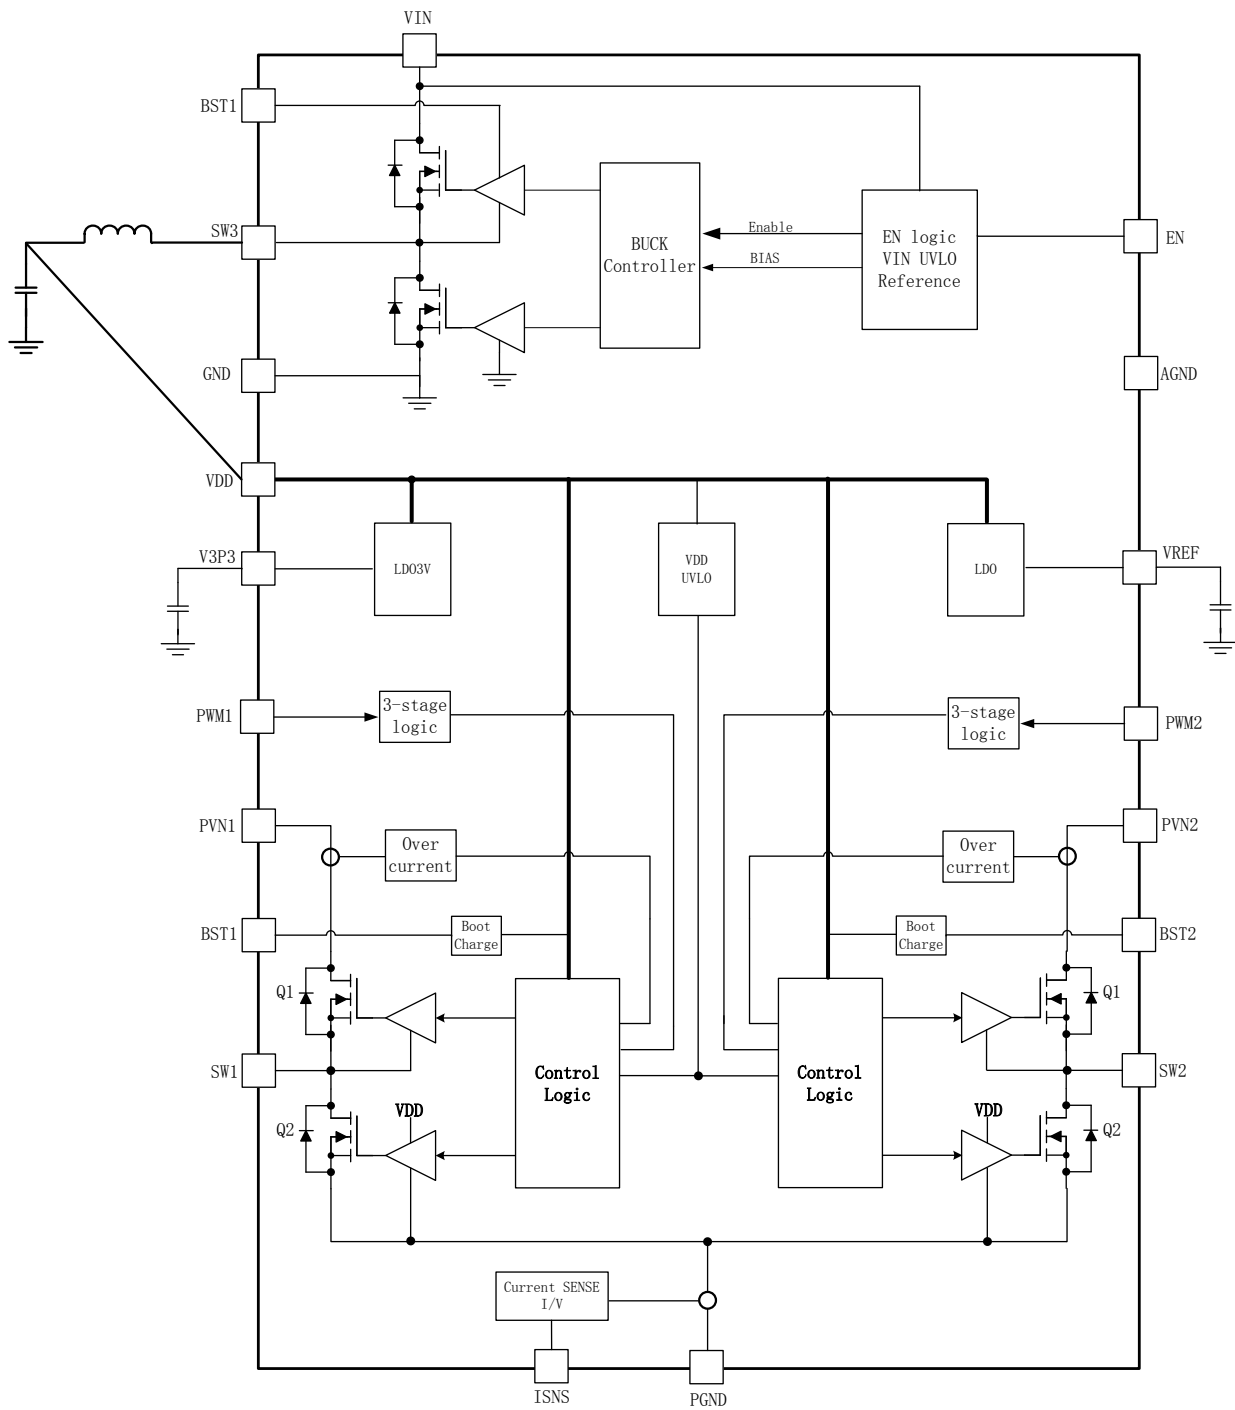 VIN
BST1
SW3
GND
VDD
Enable
BIAS
BUCK
Controller
EN logic
VIN UVLO
Reference
EN
AGND
V3P3
LDO3V
VDD
UVLO
LDO
VREF
PWM1
3-stage
logic
3-stage
logic
PWM2
PVN1
Over
current
Over
current
PVN2
BST1
Boot
Charge
Boot
Charge
BST2
Q1
Q1
SW1
Control
Logic
Control
Logic
SW2
Q2
VDD
VDD
Q2
Current SENSE
I/V
ISNS
PGND